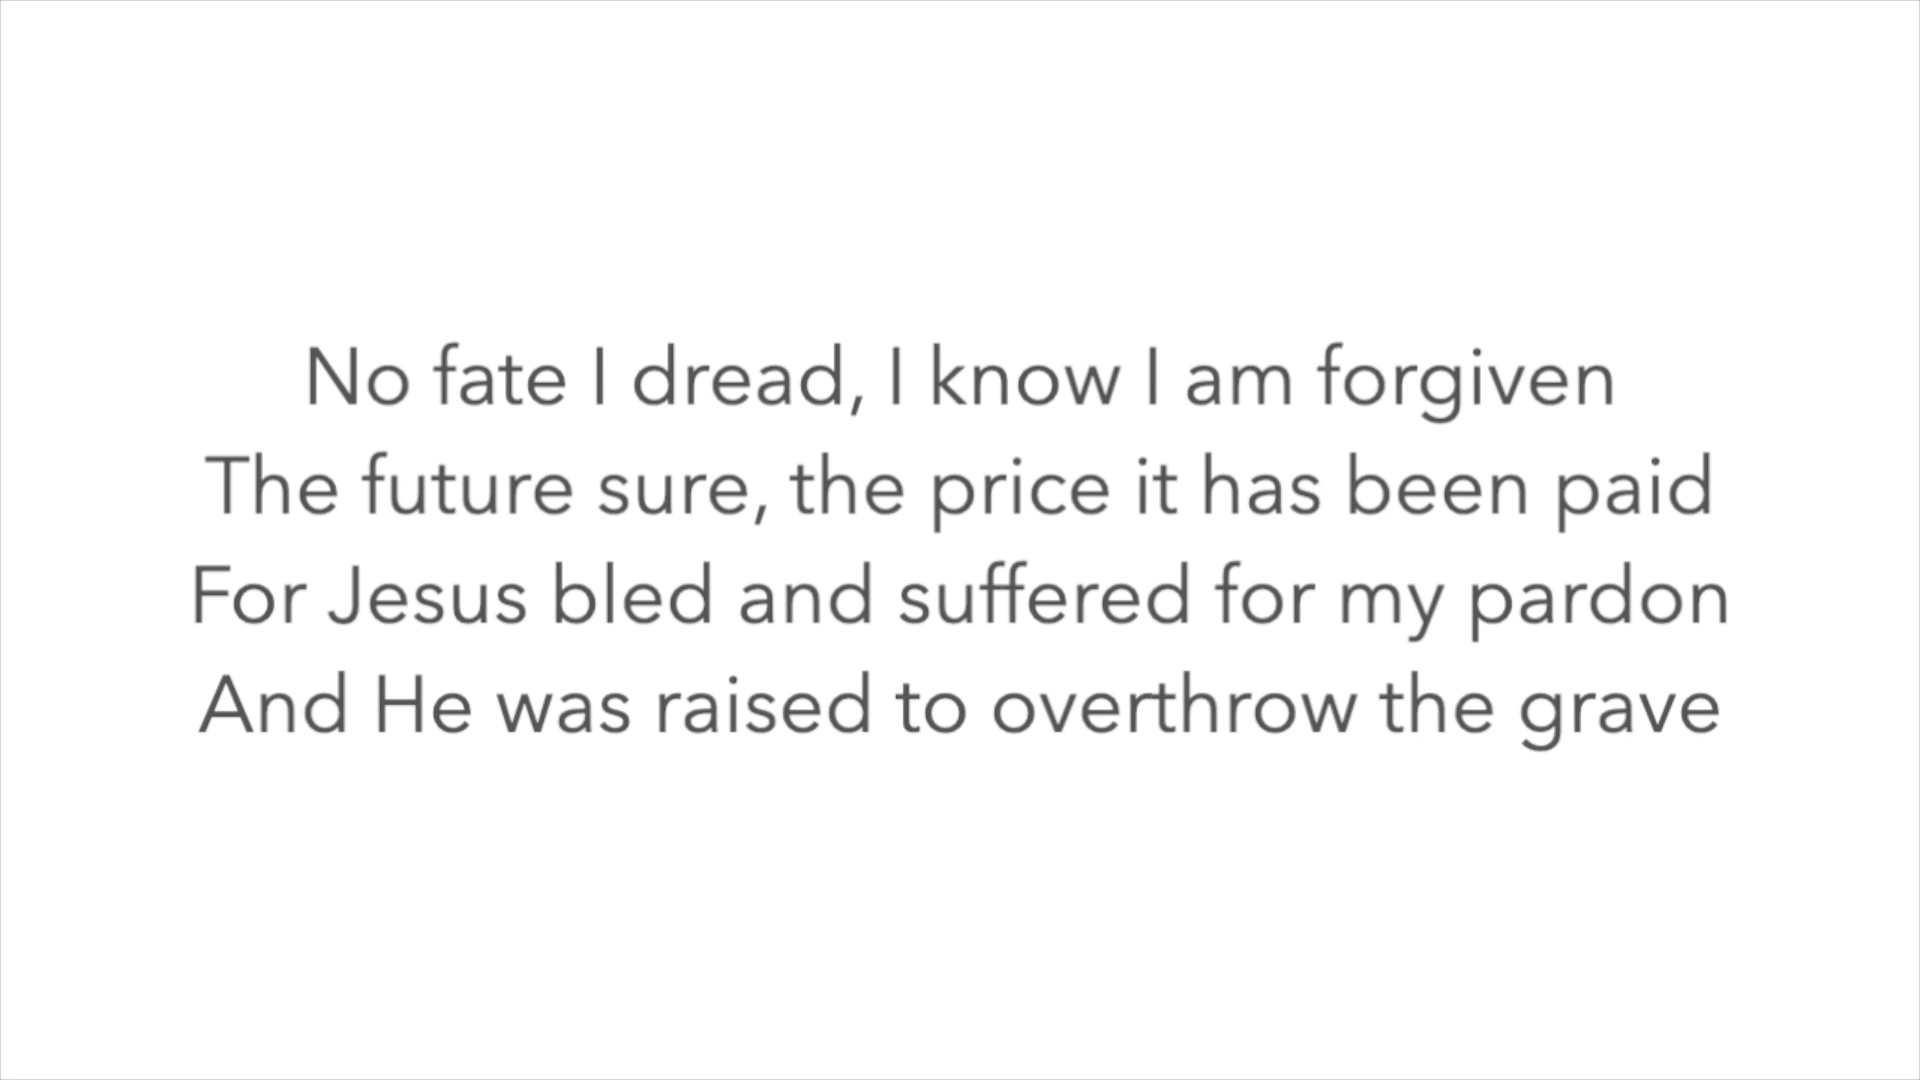 No fate I dread, I know I am forgiven
The future sure, the price it has been paid
For Jesus bled and suffered for my pardon
And He was raised to overthrow the grave